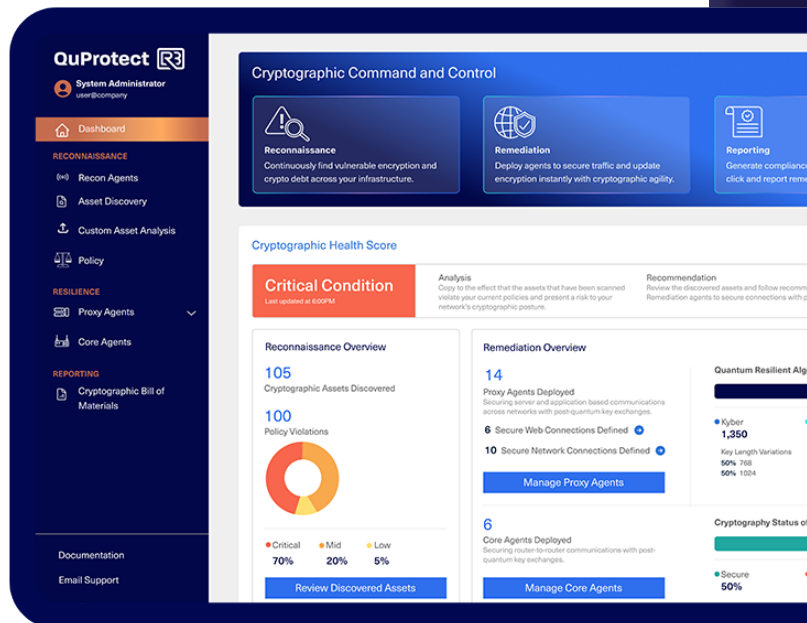 QuProtect R3
System Administrator
user@company
Dashboard
RECONNAISSANCE
Recon Agents
Asset Discovery
Custom Asset Analysis
Policy
RESILIENCE
Proxy Agents
Core Agents
REPORTING
Cryptographic Bill of
Materials
Documentation
Email Support
Cryptographic Command and Control
Reconnaissance
Continuously find vulnerable encryption and
crypto debt across your infrastructure.
Remediation
Deploy agents to secure traffic and update
encryption instantly with cryptographic agility.
Reporting
Generate compliance
click and report reme
Cryptographic Health Score
Critical Condition
Last updated at 6:00PM
Analysis
Copy to the effect that the assets that have been scanned
violate your current policies and present a risk to your
network's cryptographic posture.
Recommendation
Review the discovered assets and follow recomm
Remediation agents to secure connections with p
Reconnaissance Overview
105
Cryptographic Assets Discovered
100
Policy Violations
Critical Mid Low
70% 20% 5%
Review Discovered Assets
Remediation Overview
14
Proxy Agents Deployed
Securing server and application based communications
across networks with post-quantum key exchanges.
6 Secure Web Connections Defined
10 Secure Network Connections Defined
Manage Proxy Agents
6
Core Agents Deployed
Securing router-to-router communications with post-
quantum key exchanges.
Manage Core Agents
Quantum Resilient Alg
Kyber
1,350
Key Length Variations
50% 768
50% 1024
Cryptography Status of
Secure
50%